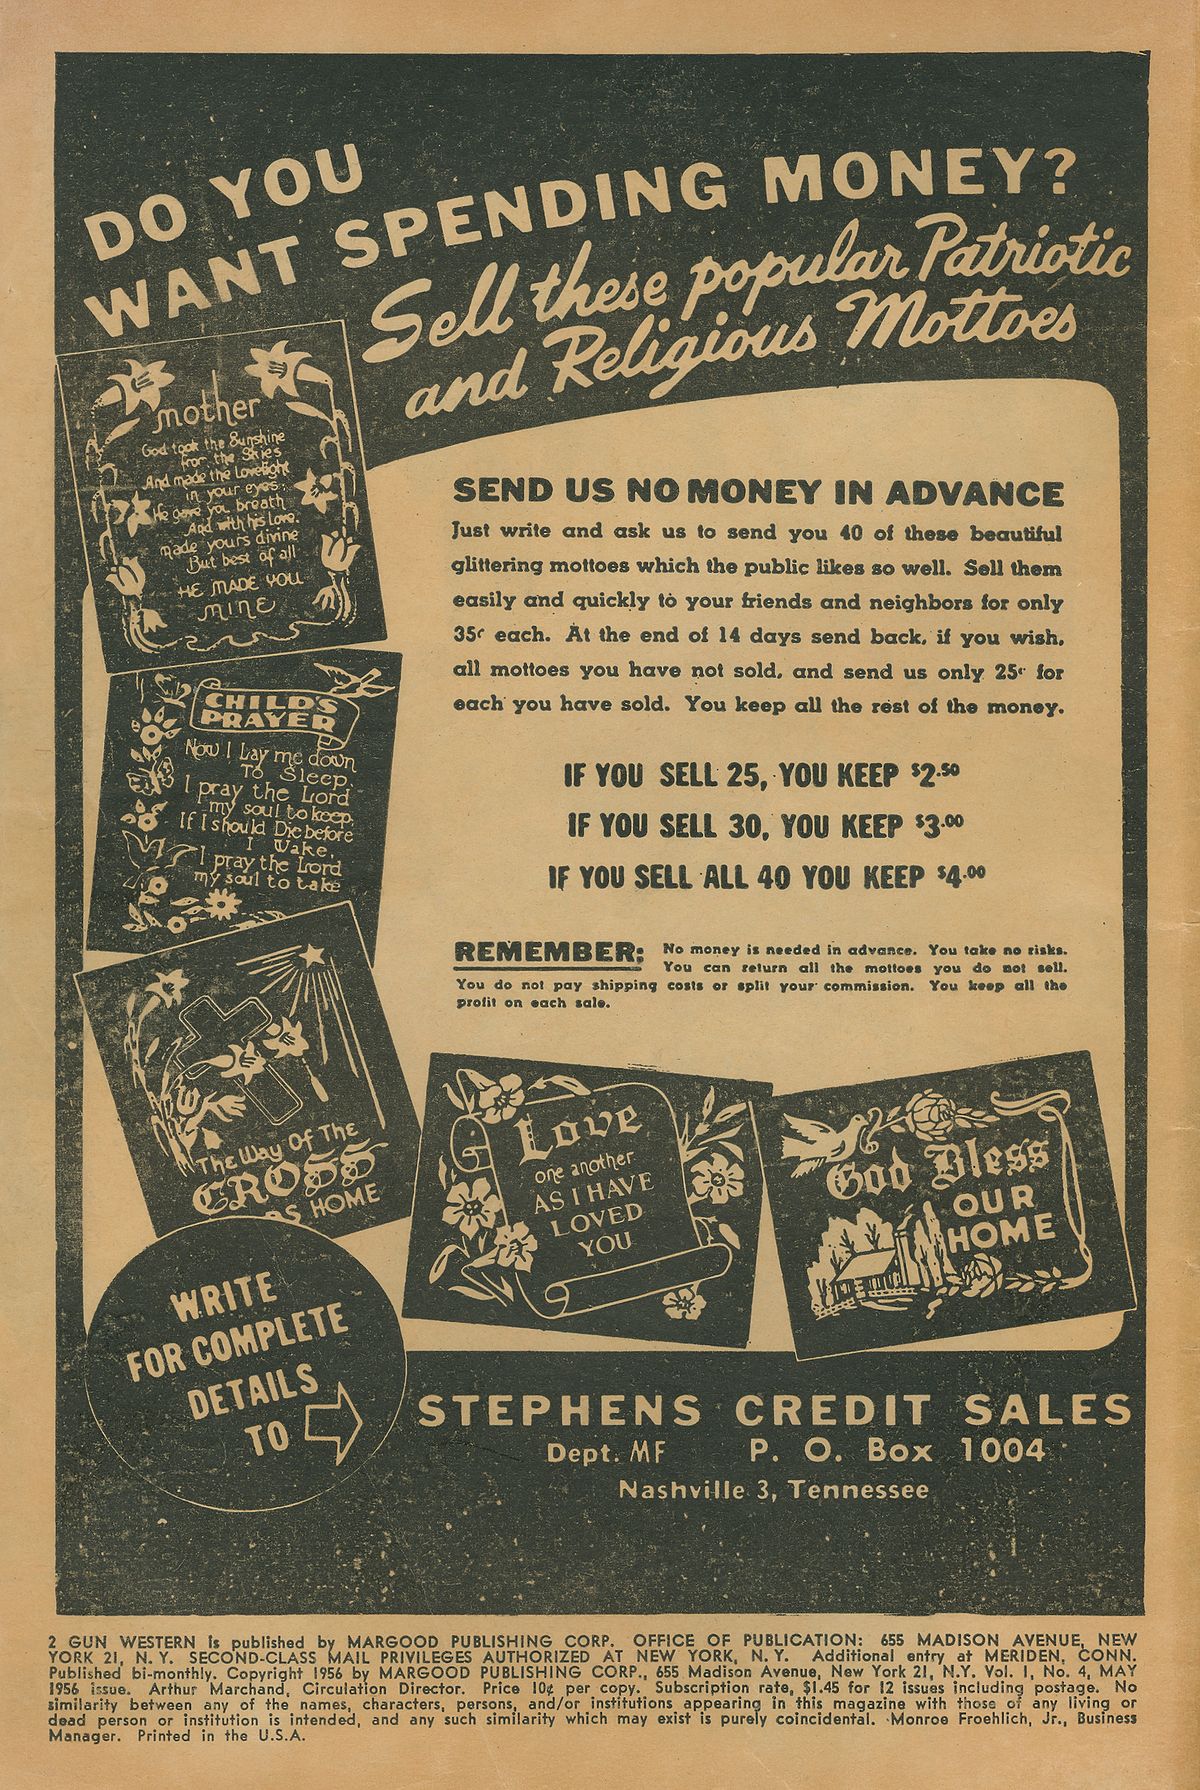 DO YOU
WANT SPENDING MONEY?
Sell these popular Patriotic
and Religious Mottoes
mother
God took the Sunshine
from the Skies
And made the Lovelight
in your eyes;
He gave you breath
And with his Love.
made yours divine
But best of all
HE MADE YOU
MINE
CHILD'S
PRAYER
Now I Lay me down
To Sleep,
I pray the Lord
my soul to keep.
If I should Die before
I Wake,
I pray the Lord
my soul to take
The Way Of The
CROSS
HOME
SEND US NO MONEY IN ADVANCE
Just write and ask us to send you 40 of these beautiful
glittering mottoes which the public likes so well. Sell them
easily and quickly to your friends and neighbors for only
35¢ each. At the end of 14 days send back, if you wish,
all mottoes you have not sold, and send us only 25¢ for
each you have sold. You keep all the rest of the money.
IF YOU SELL 25, YOU KEEP $2.50
IF YOU SELL 30, YOU KEEP $3.00
IF YOU SELL ALL 40 YOU KEEP $4.00
REMEMBER: No money is needed in advance. You take no risks.
You can return all the mottoes you do not sell.
You do not pay shipping costs or split your commission. You keep all the
profit on each sale.
Love
one another
AS I HAVE
LOVED
YOU
God Bless
OUR
HOME
WRITE
FOR COMPLETE
DETAILS
TO
STEPHENS CREDIT SALES
Dept. MF P. O. Box 1004
Nashville 3, Tennessee
2 GUN WESTERN is published by MARGOOD PUBLISHING CORP. OFFICE OF PUBLICATION: 655 MADISON AVENUE, NEW
YORK 21, N. Y. SECOND-CLASS MAIL PRIVILEGES AUTHORIZED AT NEW YORK, N. Y. Additional entry at MERIDEN, CONN.
Published bi-monthly. Copyright 1956 by MARGOOD PUBLISHING CORP., 655 Madison Avenue, New York 21, N.Y. Vol. 1, No. 4, MAY
1956 issue. Arthur Marchand, Circulation Director. Price 10¢ per copy. Subscription rate, $1.45 for 12 issues including postage. No
similarity between any of the names, characters, persons, and/or institutions appearing in this magazine with those of any living or
dead person or institution is intended, and any such similarity which may exist is purely coincidental. Monroe Froehlich, Jr., Business
Manager. Printed in the U.S.A.